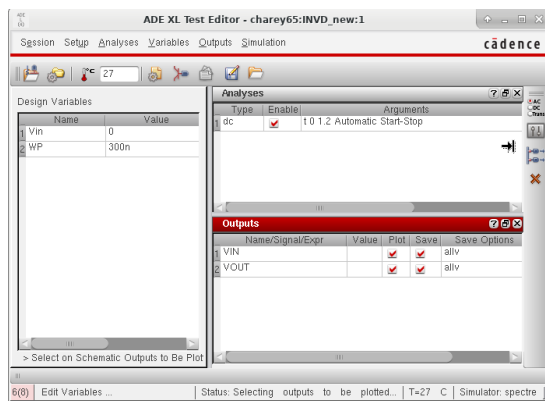 ADE XL Test Editor - charey65:INVD_new:1
Session Setup Analyses Variables Outputs Simulation
cādence
°C 27
Design Variables
Name Value
1 Vin 0
2 WP 300n
> Select on Schematic Outputs to Be Plot
Analyses
Type Enable Arguments
1 dc t 0 1.2 Automatic Start-Stop
Outputs
Name/Signal/Expr Value Plot Save Save Options
1 VIN allv
2 VOUT allv
AC
DC
Trans
6(8) Edit Variables ... Status: Selecting outputs to be plotted... T=27 C Simulator: spectre